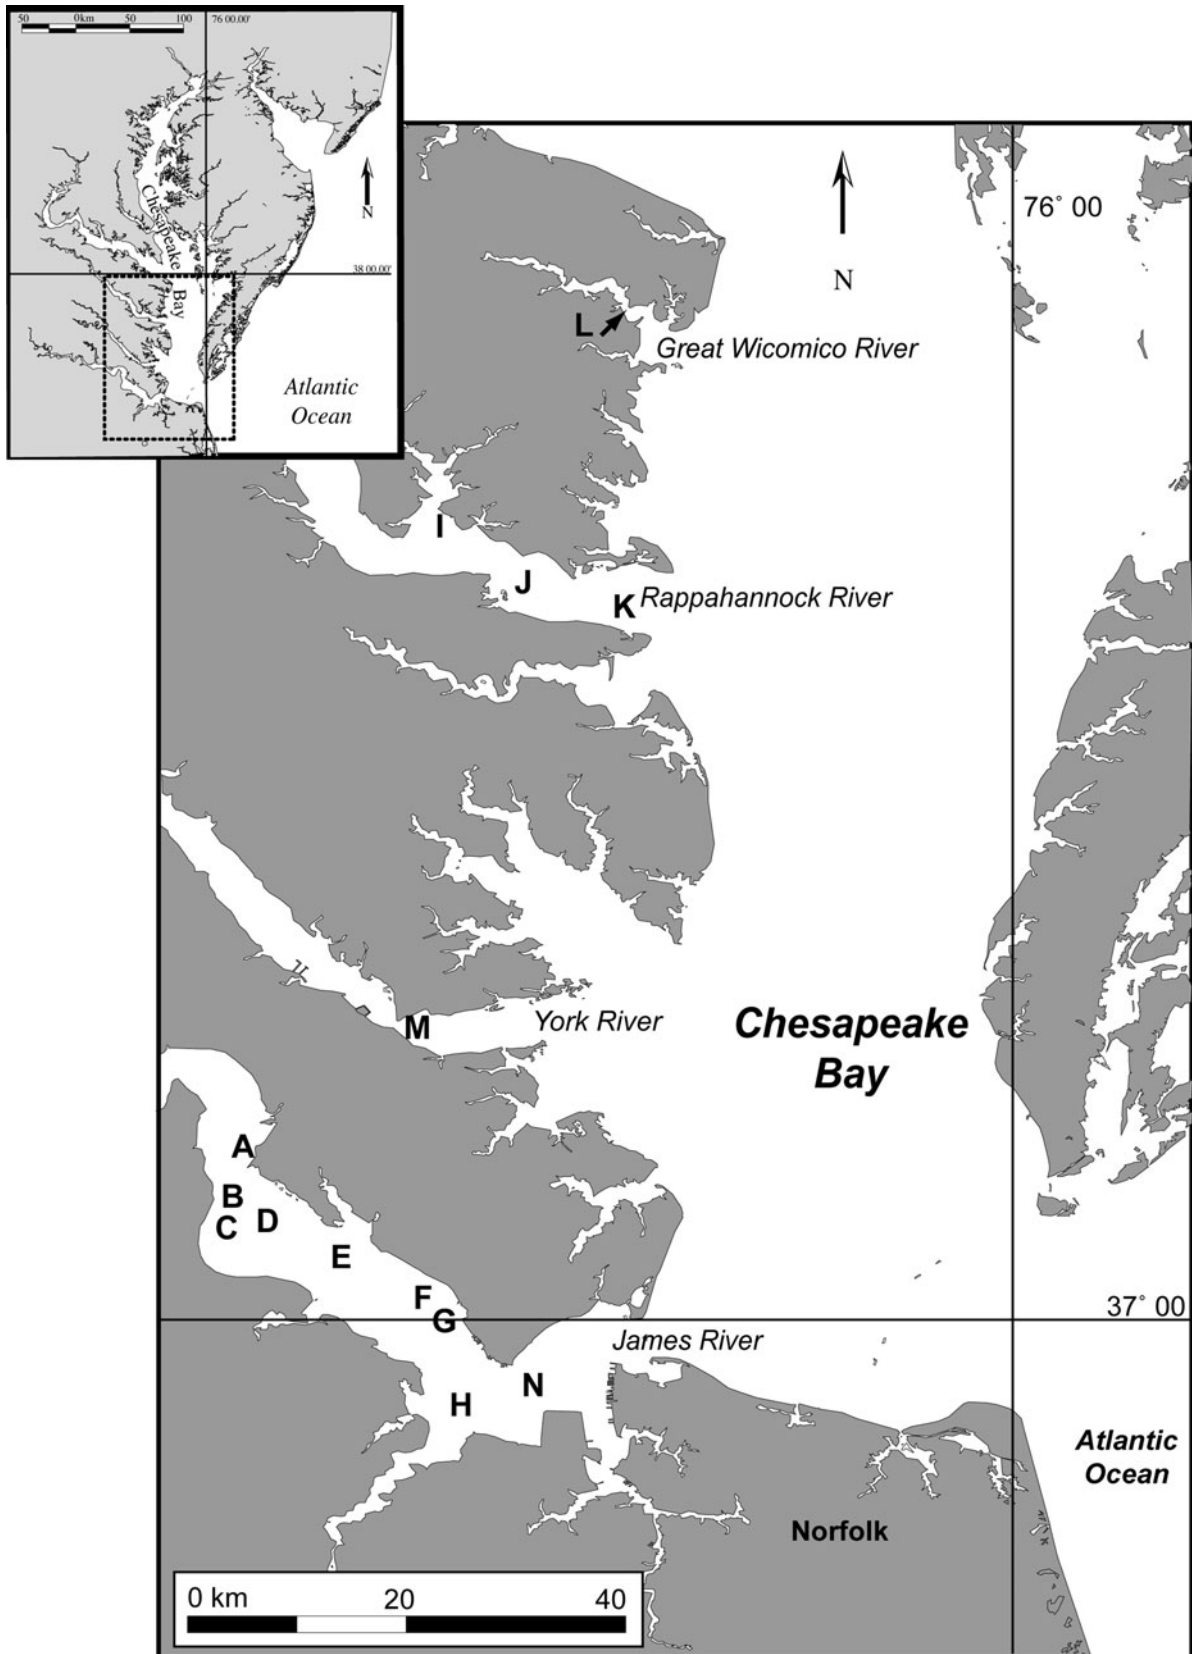 50 0km 50 100
76 00.00'
Chesapeake
Bay
N
38 00.00'
Atlantic
Ocean
76° 00
N
L
Great Wicomico River
I
J
K
Rappahannock River
M
York River
Chesapeake
Bay
A
B
C
D
E
F
G
37° 00
James River
N
H
Atlantic
Ocean
Norfolk
0 km 20 40